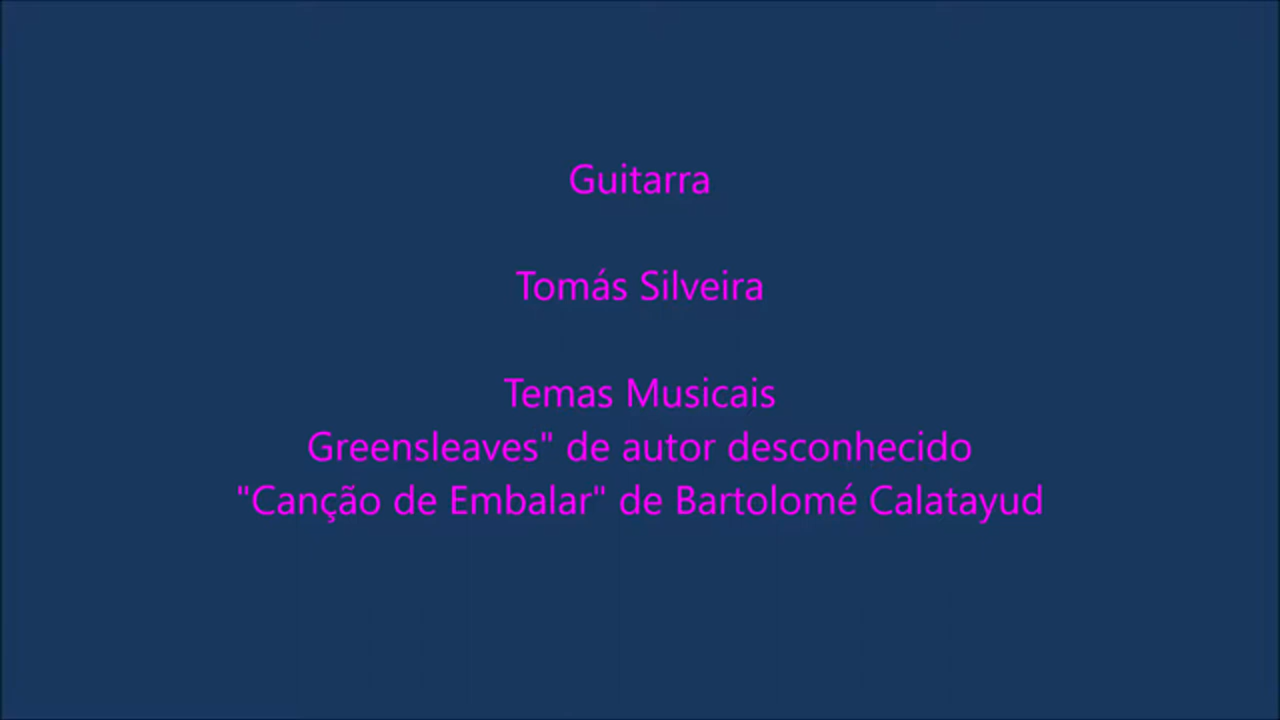 Guitarra
Tomás Silveira
Temas Musicais
Greensleaves" de autor desconhecido
"Canção de Embalar" de Bartolomé Calatayud